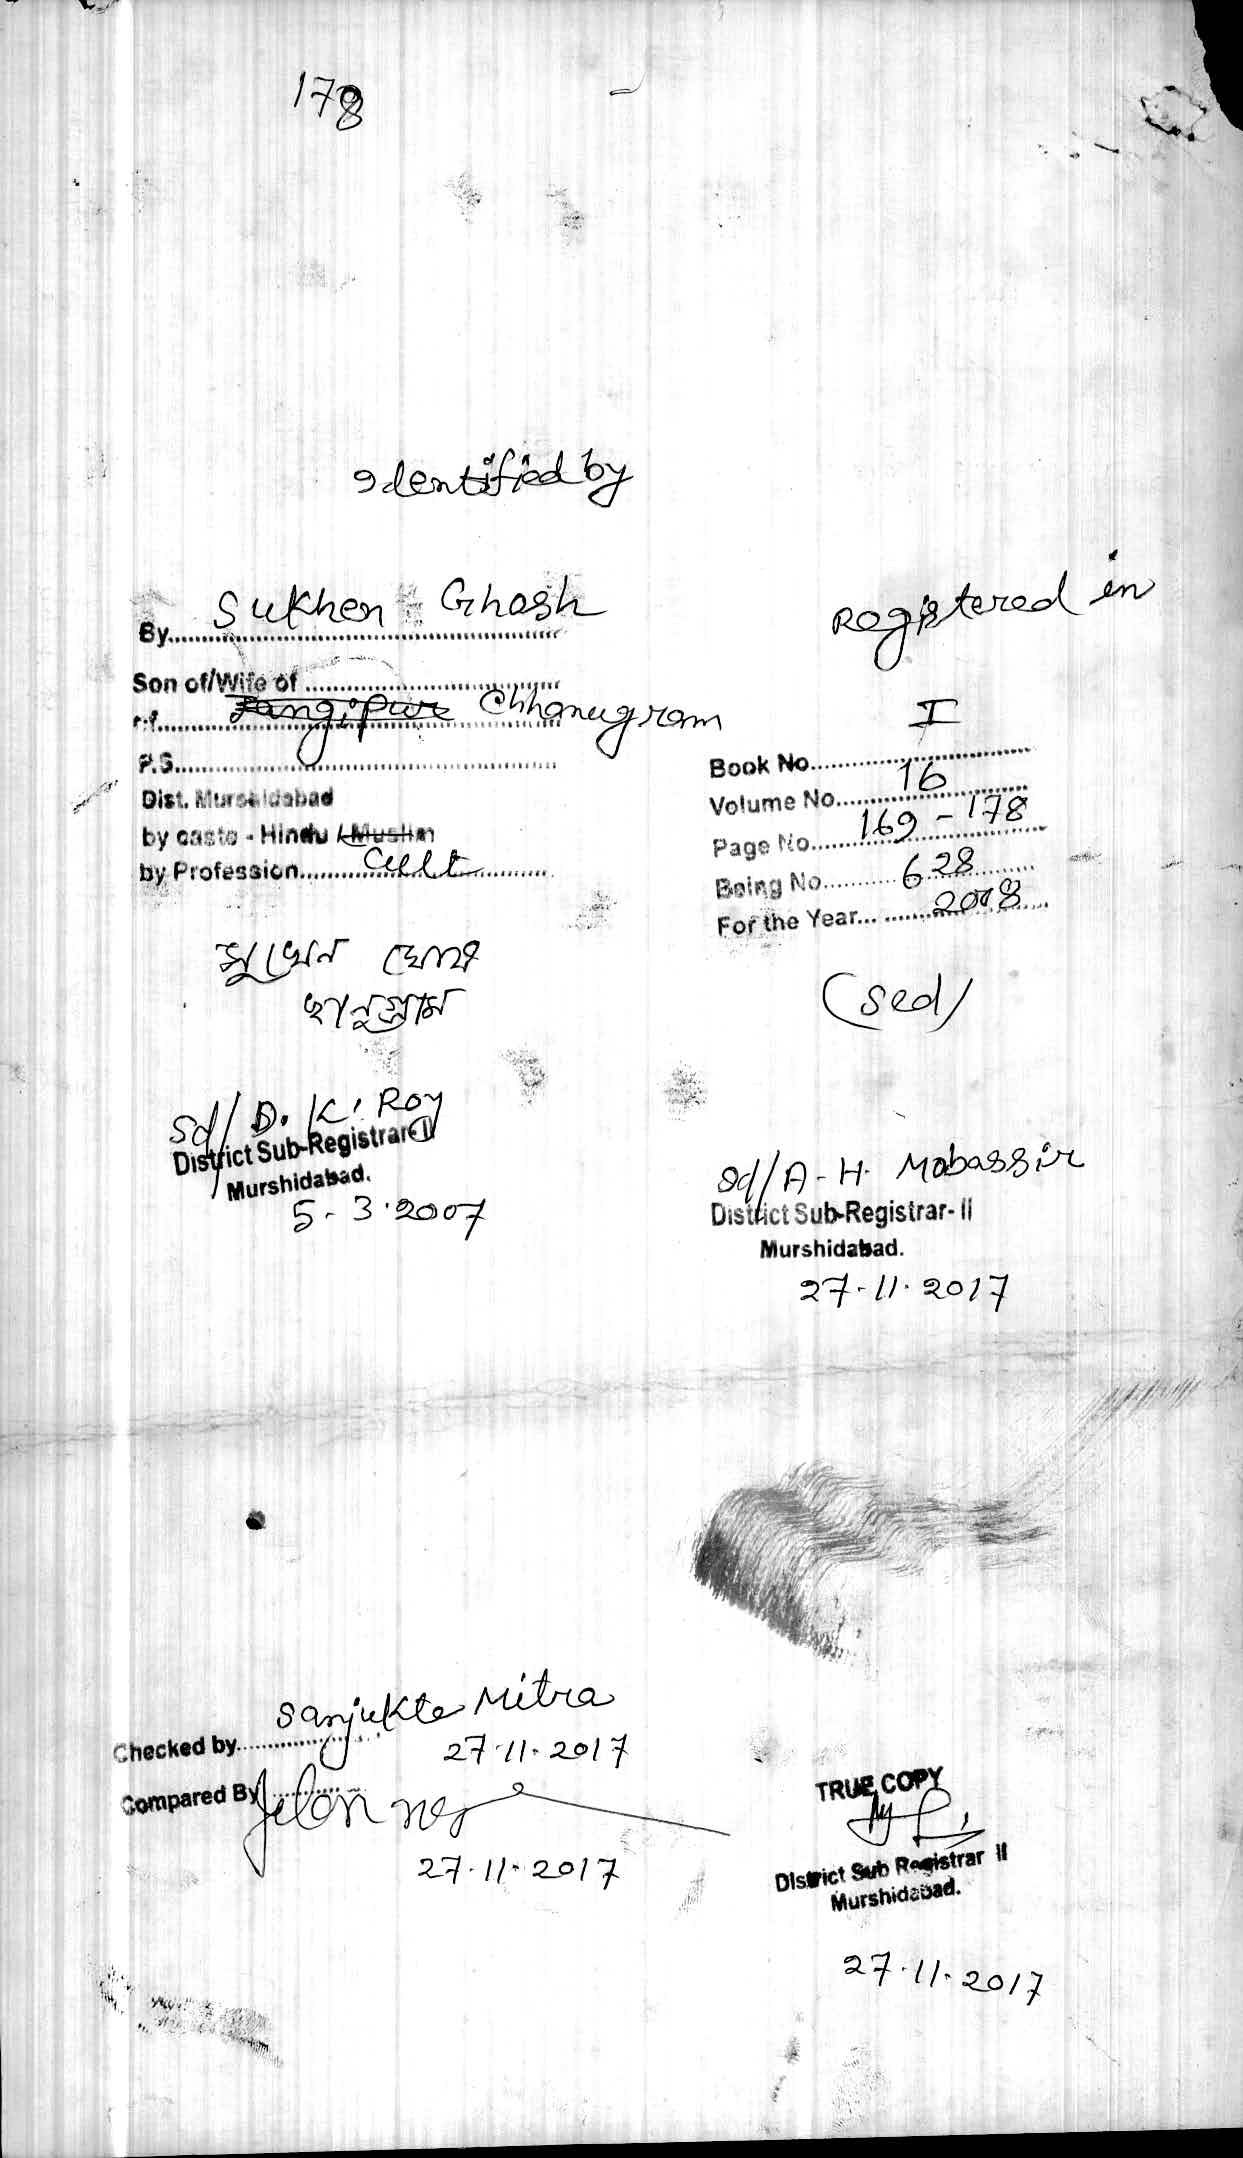 178
Identified by
By...... Sukhen Ghosh
Son of/Wife of ......
r.f...... Jangipur Chhanugram
P.S......
Dist. Murshidabad
by caste - Hindu / Muslim
by Profession...... Cult
সুখেন ঘোষ
ছানুগ্রাম
Sd/ D. K. Roy
District Sub-Registrar-II
Murshidabad.
5-3-2007
Registered in
I
Book No......
Volume No...... 16
Page No...... 169 - 178
Being No...... 628
For the Year...... 2008
(Sed/
Sd/ A-H. Mobassir
District Sub-Registrar-II
Murshidabad.
27-11-2017
Checked by...... Sanjukta Mitra
27-11-2017
Compared By
27-11-2017
TRUE COPY
District Sub Registrar II
Murshidabad.
27-11-2017